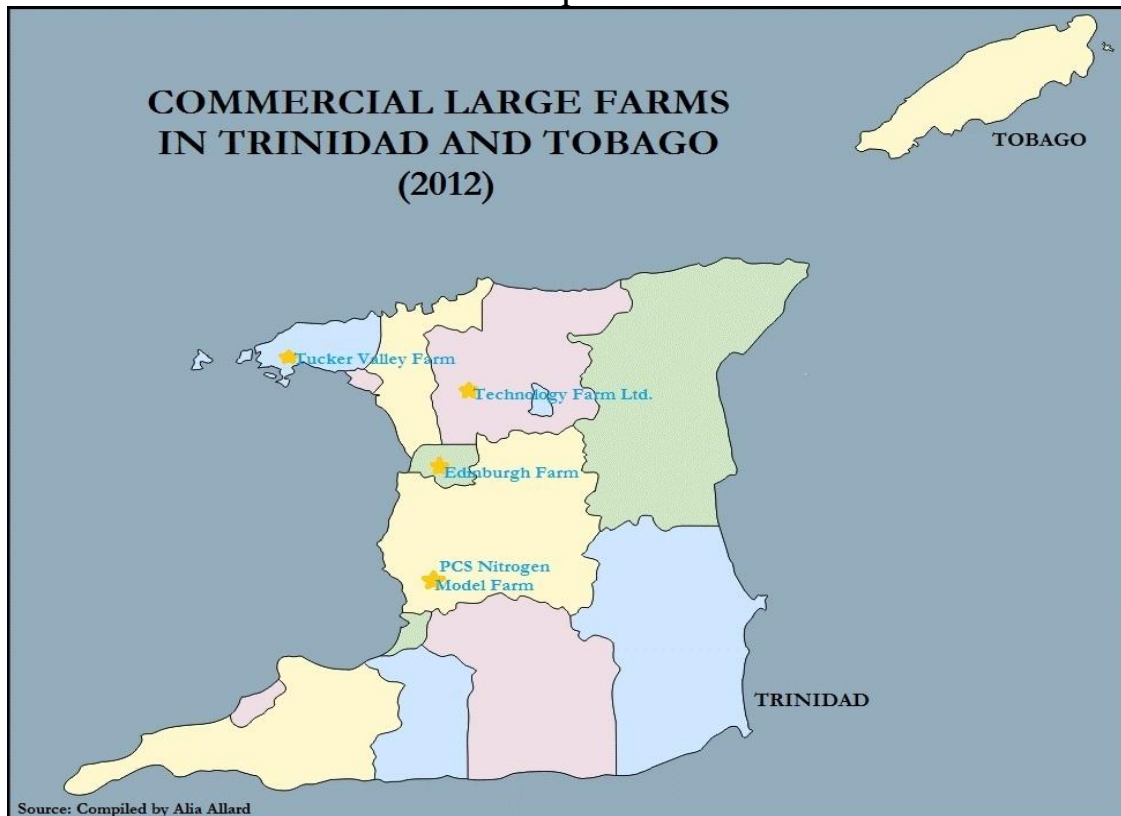 COMMERCIAL LARGE FARMS
IN TRINIDAD AND TOBAGO
(2012)
TOBAGO
Tucker Valley Farm
Technology Farm Ltd.
Edinburgh Farm
PCS Nitrogen
Model Farm
TRINIDAD
Source: Compiled by Alia Allard